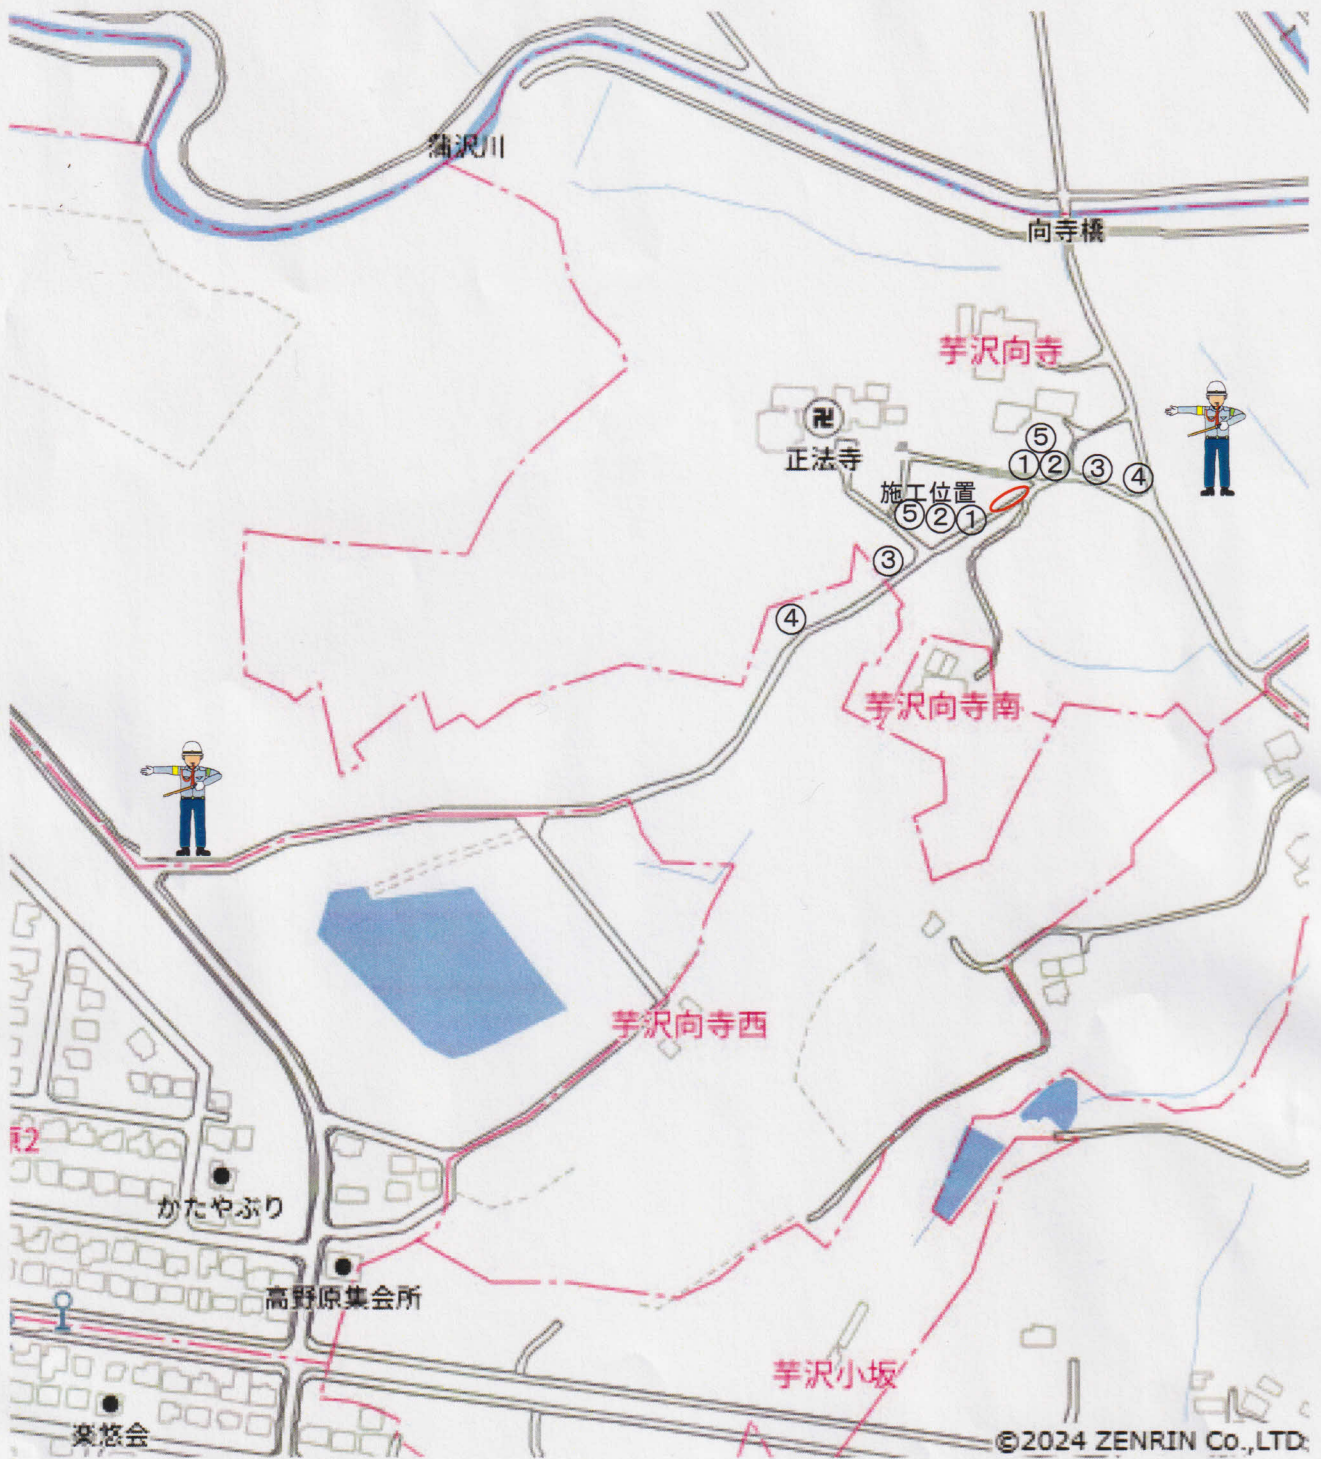 蒲沢川
向寺橋
芋沢向寺
正法寺
⑤
①②③④
施工位置
⑤②①
③
④
芋沢向寺南
芋沢向寺西
原2
かたやぶり
高野原集会所
芋沢小坂
楽悠会
©2024 ZENRIN Co.,LTD